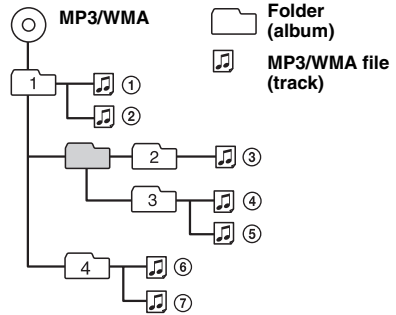 MP3/WMA
Folder
(album)
MP3/WMA file
(track)
1
①
②
2
③
3
④
⑤
4
⑥
⑦